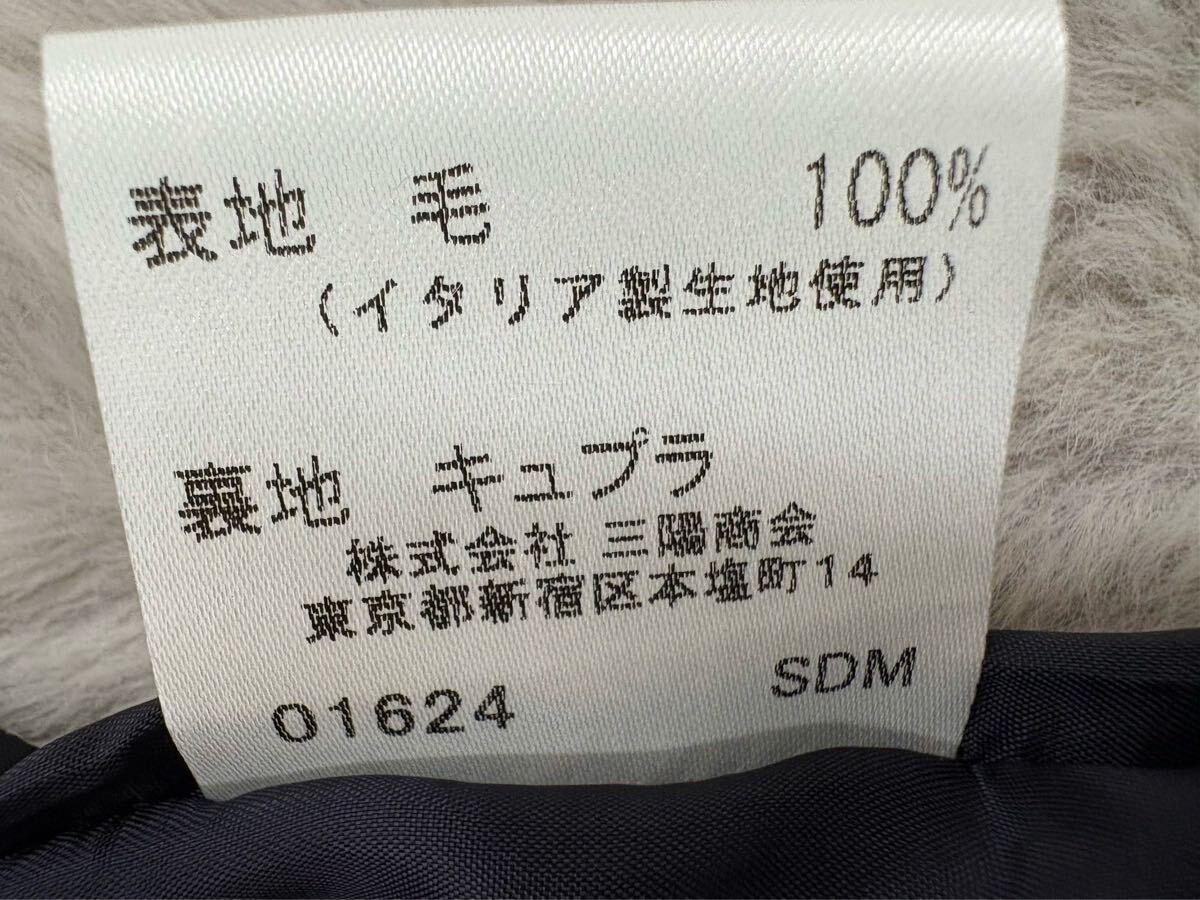 表地 毛 100%
(イタリア製生地使用)
裏地 キュプラ
株式会社 三陽商会
東京都新宿区本塩町14
01624 SDM